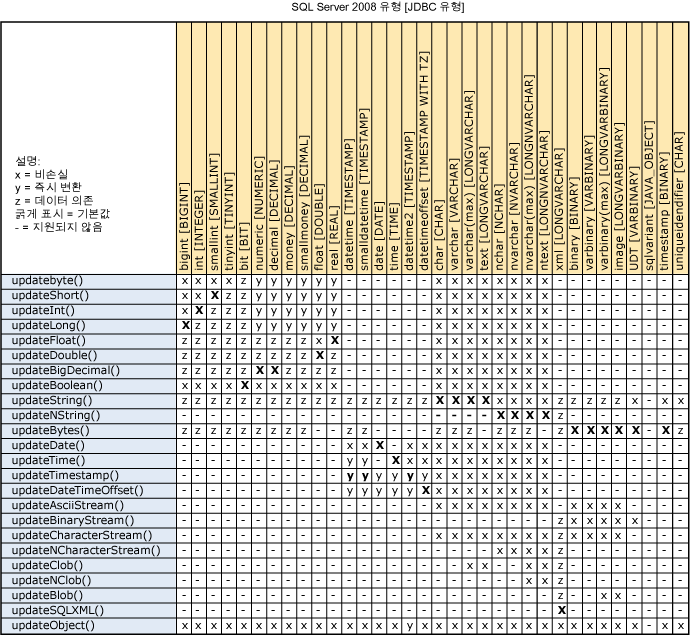 SQL Server 2008 유형 [JDBC 유형]
설명:
x = 비손실
y = 즉시 변환
z = 데이터 의존
굵게 표시 = 기본값
- = 지원되지 않음
bigint [BIGINT]
int [INTEGER]
smallint [SMALLINT]
tinyint [TINYINT]
bit [BIT]
numeric [NUMERIC]
decimal [DECIMAL]
money [DECIMAL]
smallmoney [DECIMAL]
float [DOUBLE]
real [REAL]
datetime [TIMESTAMP]
smalldatetime [TIMESTAMP]
date [DATE]
time [TIME]
datetime2 [TIMESTAMP]
datetimeoffset [TIMESTAMP WITH TZ]
char [CHAR]
varchar [VARCHAR]
varchar(max) [LONGVARCHAR]
text [LONGVARCHAR]
nchar [NCHAR]
nvarchar [NVARCHAR]
nvarchar(max) [LONGNVARCHAR]
ntext [LONGNVARCHAR]
xml [LONGVARCHAR]
binary [BINARY]
varbinary [VARBINARY]
varbinary(max) [LONGVARBINARY]
image [LONGVARBINARY]
UDT [VARBINARY]
sqlvariant [JAVA_OBJECT]
timestamp [BINARY]
uniqueidendifier [CHAR]
updatebyte() x x x x z y y y y y y - - - - - - x x x x x x x x - - - - - - - - -
updateShort() x x X z z y y y y y y - - - - - - x x x x x x x x - - - - - - - - -
updateInt() x X z z z y y y y y y - - - - - - x x x x x x x x - - - - - - - - -
updateLong() X z z z z y y y y y y - - - - - - x x x x x x x x - - - - - - - - -
updateFloat() z z z z z z z z z x X - - - - - - x x x x x x x x - - - - - - - - -
updateDouble() z z z z z z z z z X z - - - - - - x x x x x x x x - - - - - - - - -
updateBigDecimal() z z z z z X X z z z z - - - - - - x x x x x x x x - - - - - - - - -
updateBoolean() x x x x X x x x x x x - - - - - - x x x x x x x x - - - - - - - - -
updateString() z z z z z z z z z z z z z z z z z X X X X x x x x z z z z z x - x x
updateNString() - - - - - - - - - - - - - - - - - - - - - X X X X z - - - - - - - -
updateBytes() z z z z z z z z z z z z z - - z z x x x x x x x x z X X X X X - X z
updateDate() - - - - - - - - - - - x x X - x x x x x x x x x x - - - - - - - - -
updateTime() - - - - - - - - - - - y y - X x x x x x x x x x x - - - - - - - - -
updateTimestamp() - - - - - - - - - - - y y y y y y x x x x x x x x - - - - - - - - -
updateDateTimeOffset() - - - - - - - - - - - y y y y y X x x x x x x x x - - - - - - - - -
updateAsciiStream() - - - - - - - - - - - - - - - - - x x x x x x x x - x x x x - - - -
updateBinaryStream() - - - - - - - - - - - - - - - - - - - - - - - - - z x x x x x - - -
updateCharacterStream() - - - - - - - - - - - - - - - - - x x x x x x x x z x x x x - - - -
updateNCharacterStream() - - - - - - - - - - - - - - - - - - - - - x x x x z - - - - - - - -
updateClob() - - - - - - - - - - - - - - - - - - - x x - - x x z - - - - - - - -
updateNClob() - - - - - - - - - - - - - - - - - - - - - - - x x z - - - - - - - -
updateBlob() - - - - - - - - - - - - - - - - - - - - - - - - - z - - x x - - - -
updateSQLXML() - - - - - - - - - - - - - - - - - - - - - - - - - X - - - - - - - -
updateObject() x x x x x x x x x x x x x x x y x x x x x x x x x x x x x x x - x x